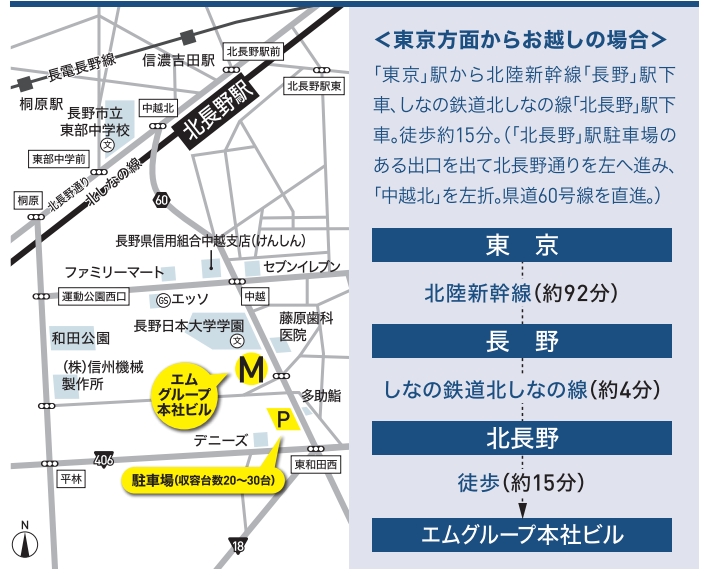 長電長野線
信濃吉田駅
北長野駅前
北長野駅東
桐原駅
長野市立
東部中学校
文
中越北
北長野駅
東部中学前
北長野通り
北しなの線
桐原
60
長野県信用組合中越支店(けんしん)
ファミリーマート
セブンイレブン
運動公園西口
GS
エッソ
中越
長野日本大学学園
文
藤原歯科
医院
和田公園
(株)信州機械
製作所
エム
グループ
本社ビル
M
多助鮨
P
デニーズ
406
東和田西
平林
駐車場(収容台数20〜30台)
N
18
＜東京方面からお越しの場合＞
「東京」駅から北陸新幹線「長野」駅下
車、しなの鉄道北しなの線「北長野」駅下
車。徒歩約15分。(「北長野」駅駐車場の
ある出口を出て北長野通りを左へ進み、
「中越北」を左折。県道60号線を直進。)
東 京
北陸新幹線(約92分)
長 野
しなの鉄道北しなの線(約4分)
北長野
徒歩(約15分)
エムグループ本社ビル